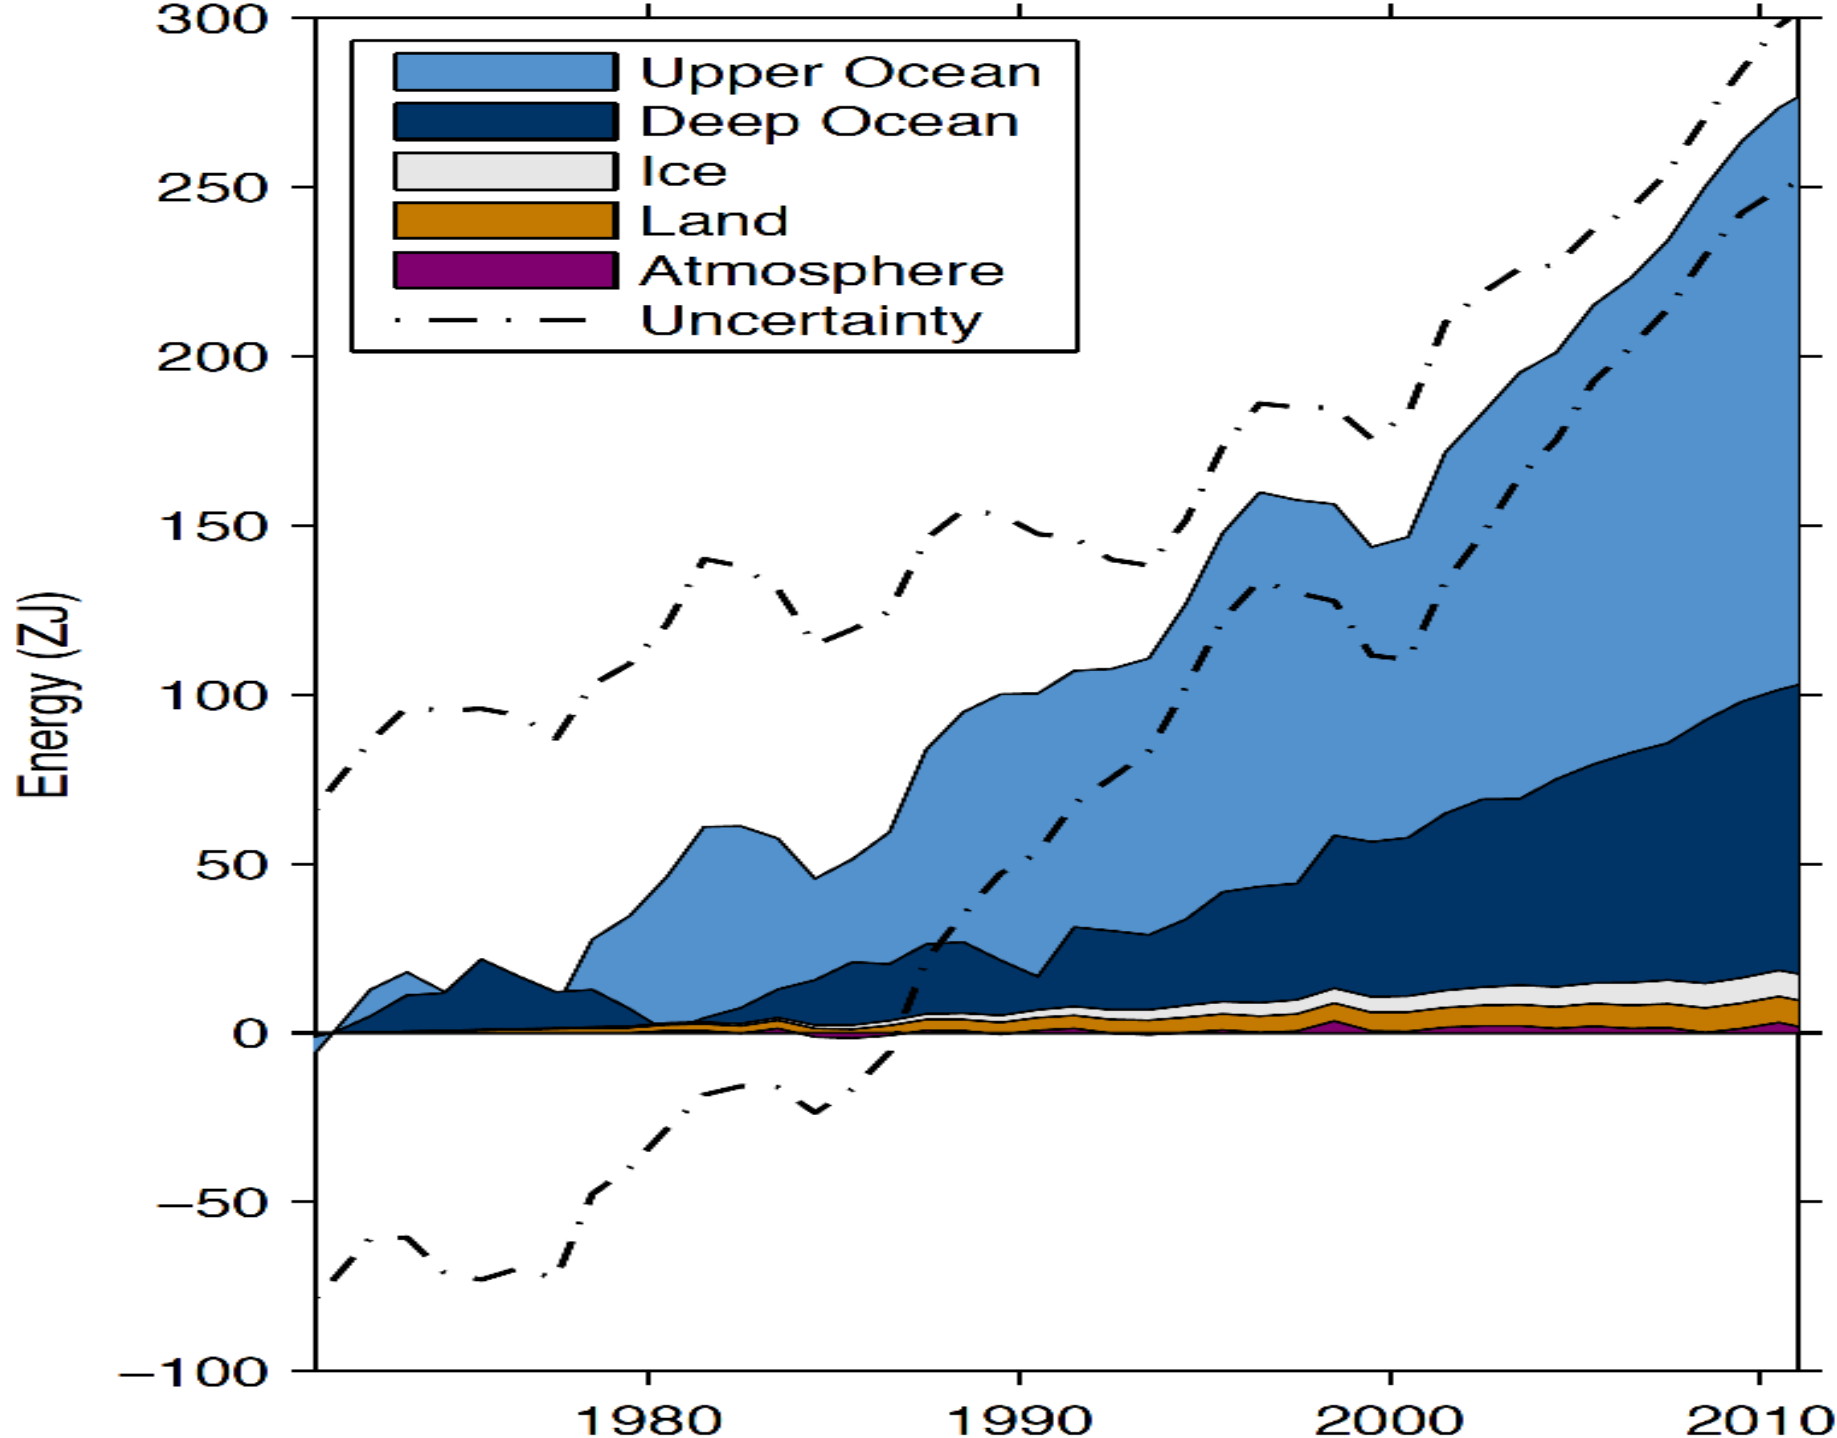 300
250
200
150
100
50
0
−50
−100
Energy (ZJ)
Upper Ocean
Deep Ocean
Ice
Land
Atmosphere
Uncertainty
1980 1990 2000 2010